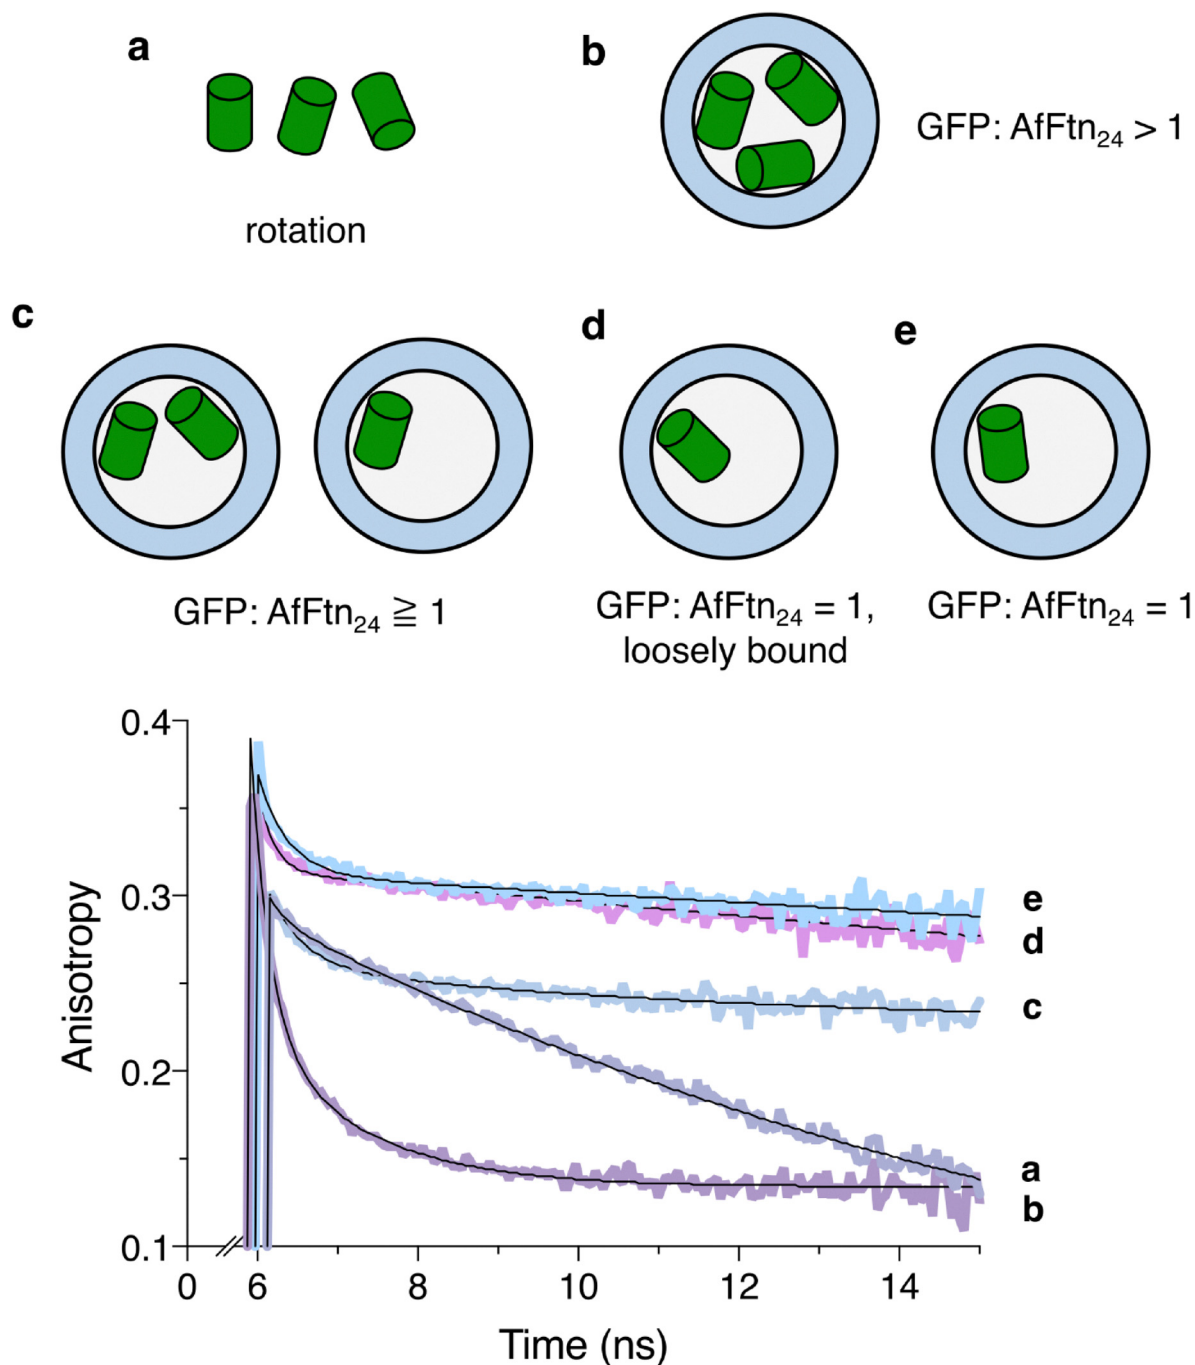 a
rotation
b
GFP: AfFtn₂₄ > 1
c
GFP: AfFtn₂₄ ≧ 1
d
GFP: AfFtn₂₄ = 1,
loosely bound
e
GFP: AfFtn₂₄ = 1
Anisotropy
0.4
0.3
0.2
0.1
e
d
c
a
b
0 6 8 10 12 14
Time (ns)